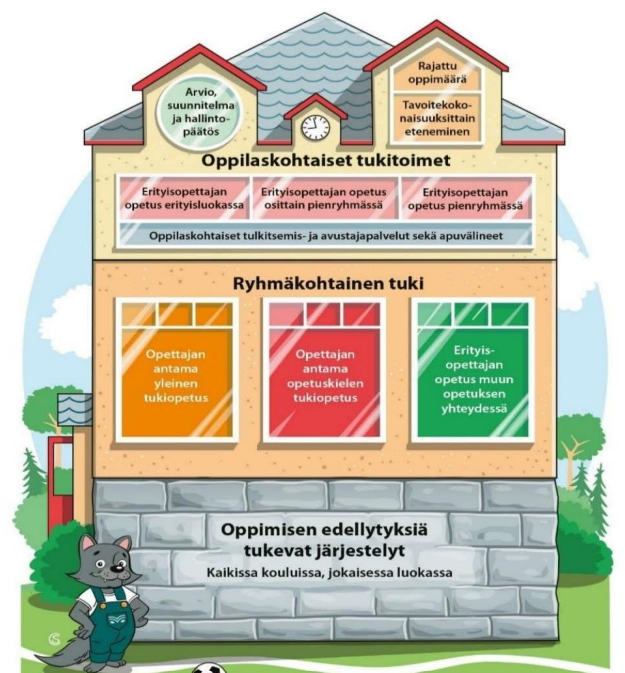 Arvio,
suunnitelma
ja hallinto-
päätös
Rajattu
oppimäärä
Tavoitekoko-
naisuuksittain
eteneminen
Oppilaskohtaiset tukitoimet
Erityisopettajan
opetus erityisluokassa
Erityisopettajan opetus
osittain pienryhmässä
Erityisopettajan
opetus pienryhmässä
Oppilaskohtaiset tulkitsemis- ja avustajapalvelut sekä apuvälineet
Ryhmäkohtainen tuki
Opettajan
antama
yleinen
tukiopetus
Opettajan
antama
opetuskielen
tukiopetus
Erityis-
opettajan
opetus muun
opetuksen
yhteydessä
Oppimisen edellytyksiä
tukevat järjestelyt
Kaikissa kouluissa, jokaisessa luokassa